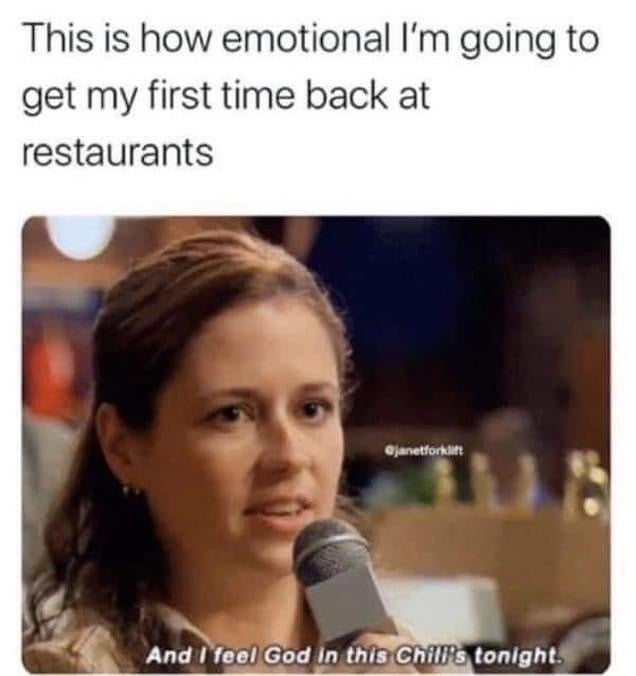 This is how emotional I'm going to
get my first time back at
restaurants
@janetforklift
And I feel God in this Chili's tonight.